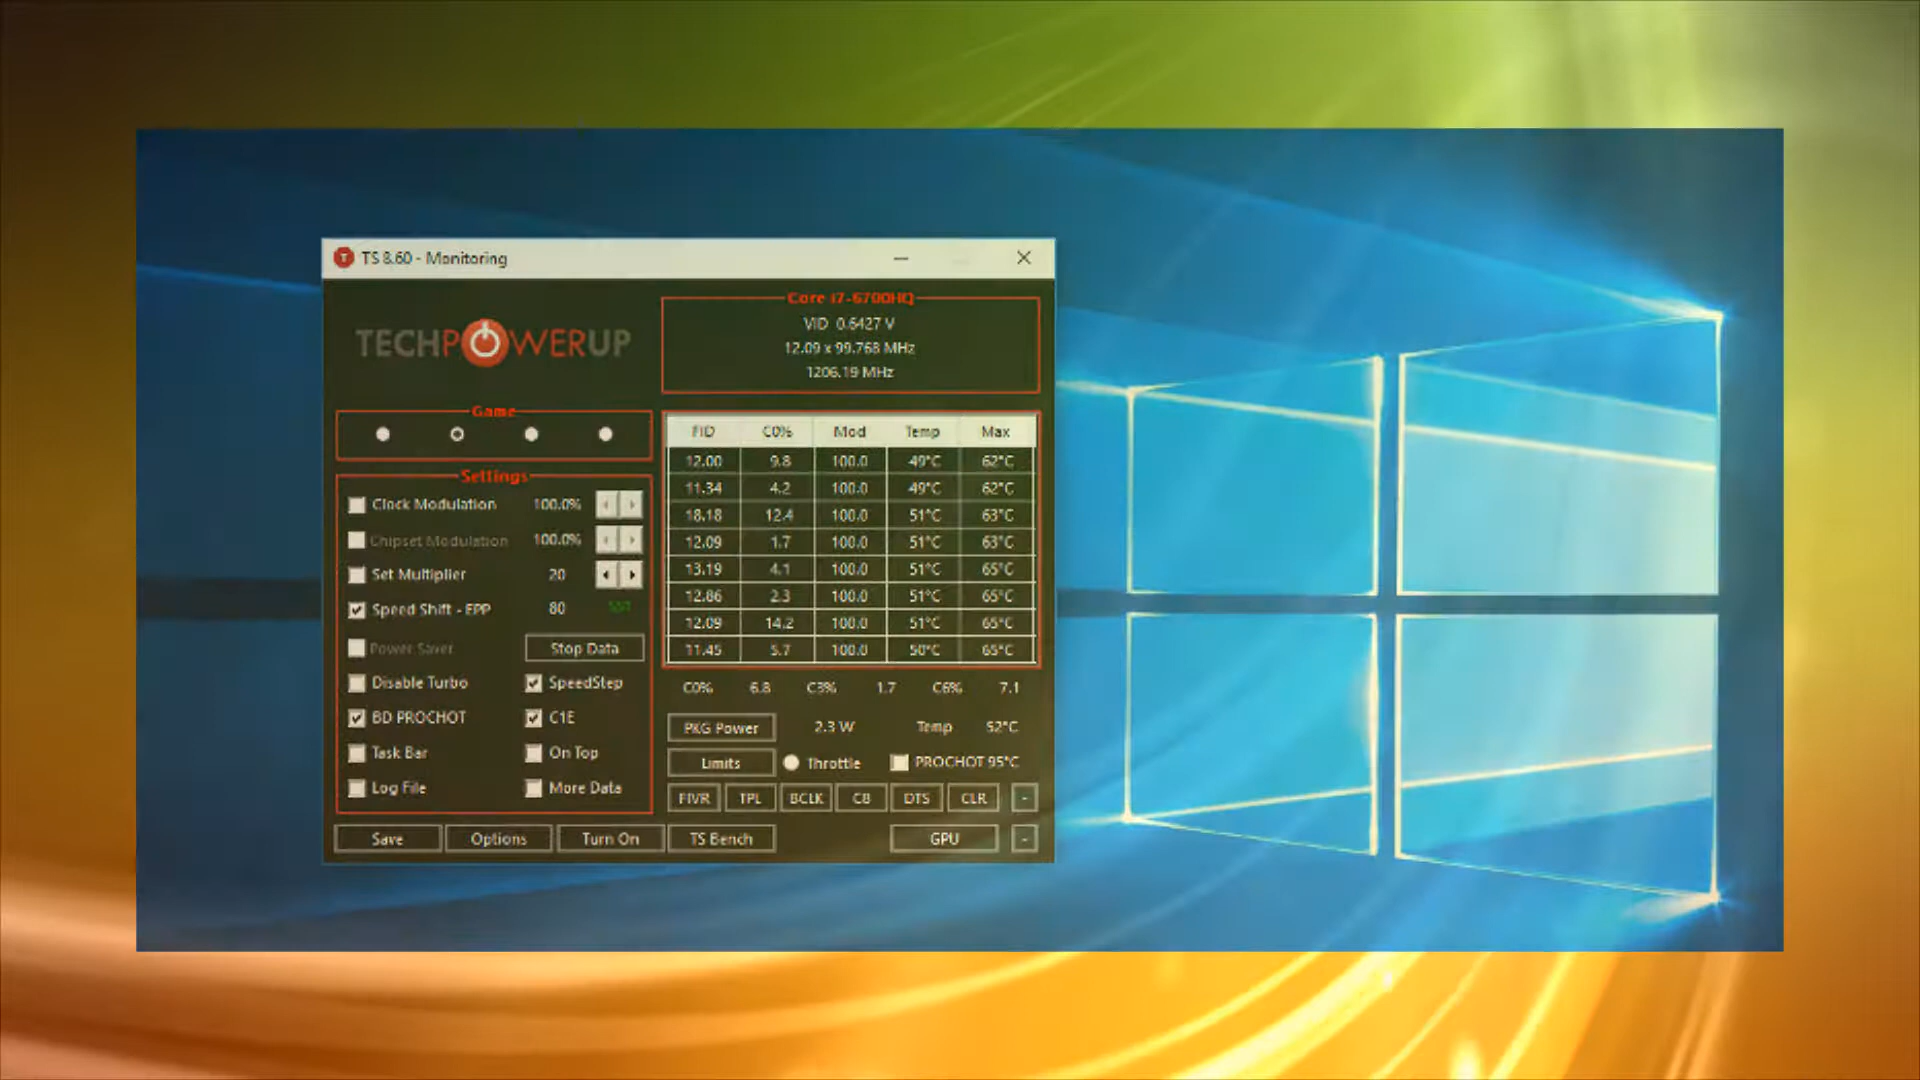 TS 8.60 - Monitoring
TECHPOWERUP
Core i7-6700HQ
VID 0.6427 V
12.09 x 99.768 MHz
1206.19 MHz
Game
Settings
Clock Modulation 100.0%
Chipset Modulation 100.0%
Set Multiplier 20
Speed Shift - EPP 80 SST
Power Saver Stop Data
Disable Turbo SpeedStep
BD PROCHOT C1E
Task Bar On Top
Log File More Data
FID C0% Mod Temp Max
12.00 9.8 100.0 49°C 62°C
11.34 4.2 100.0 49°C 62°C
18.18 12.4 100.0 51°C 63°C
12.09 1.7 100.0 51°C 63°C
13.19 4.1 100.0 51°C 65°C
12.86 2.3 100.0 51°C 65°C
12.09 14.2 100.0 51°C 65°C
11.45 5.7 100.0 50°C 65°C
C0% 6.8 C3% 1.7 C6% 7.1
PKG Power 2.3 W Temp 52°C
Limits Throttle PROCHOT 95°C
FIVR TPL BCLK C8 DTS CLR -
Save Options Turn On TS Bench GPU -